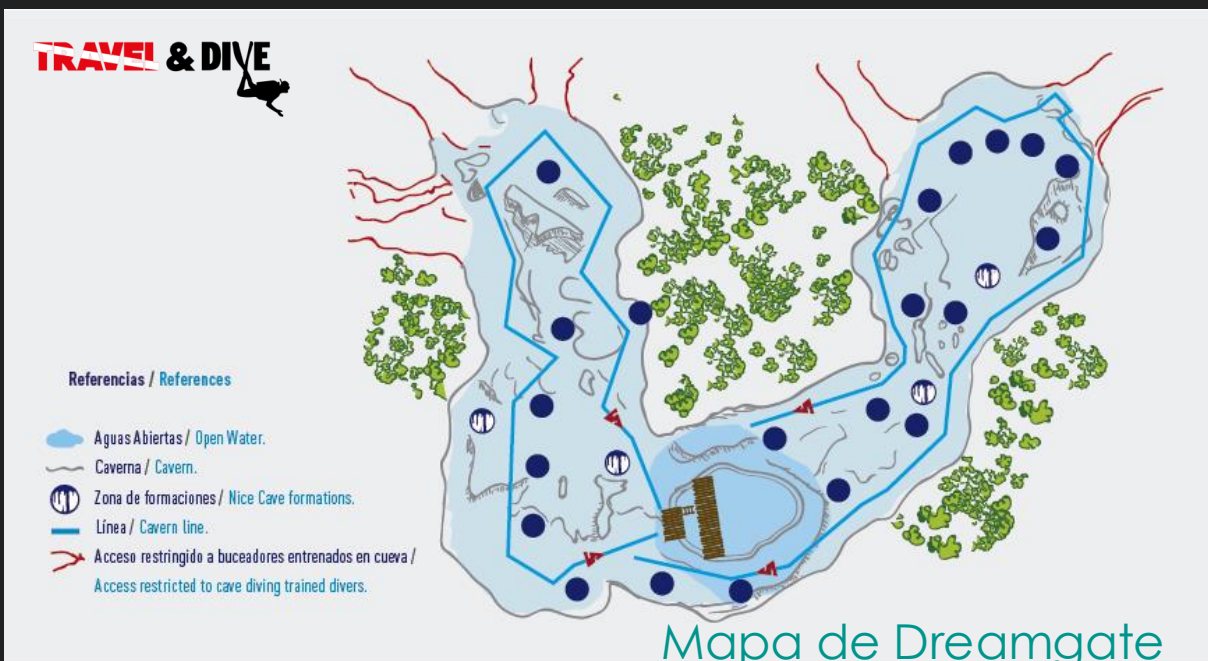 TRAVEL & DIVE
Referencias / References
Aguas Abiertas / Open Water.
Caverna / Cavern.
Zona de formaciones / Nice Cave formations.
Línea / Cavern line.
Acceso restringido a buceadores entrenados en cueva /
Access restricted to cave diving trained divers.
Mapa de Dreamgate